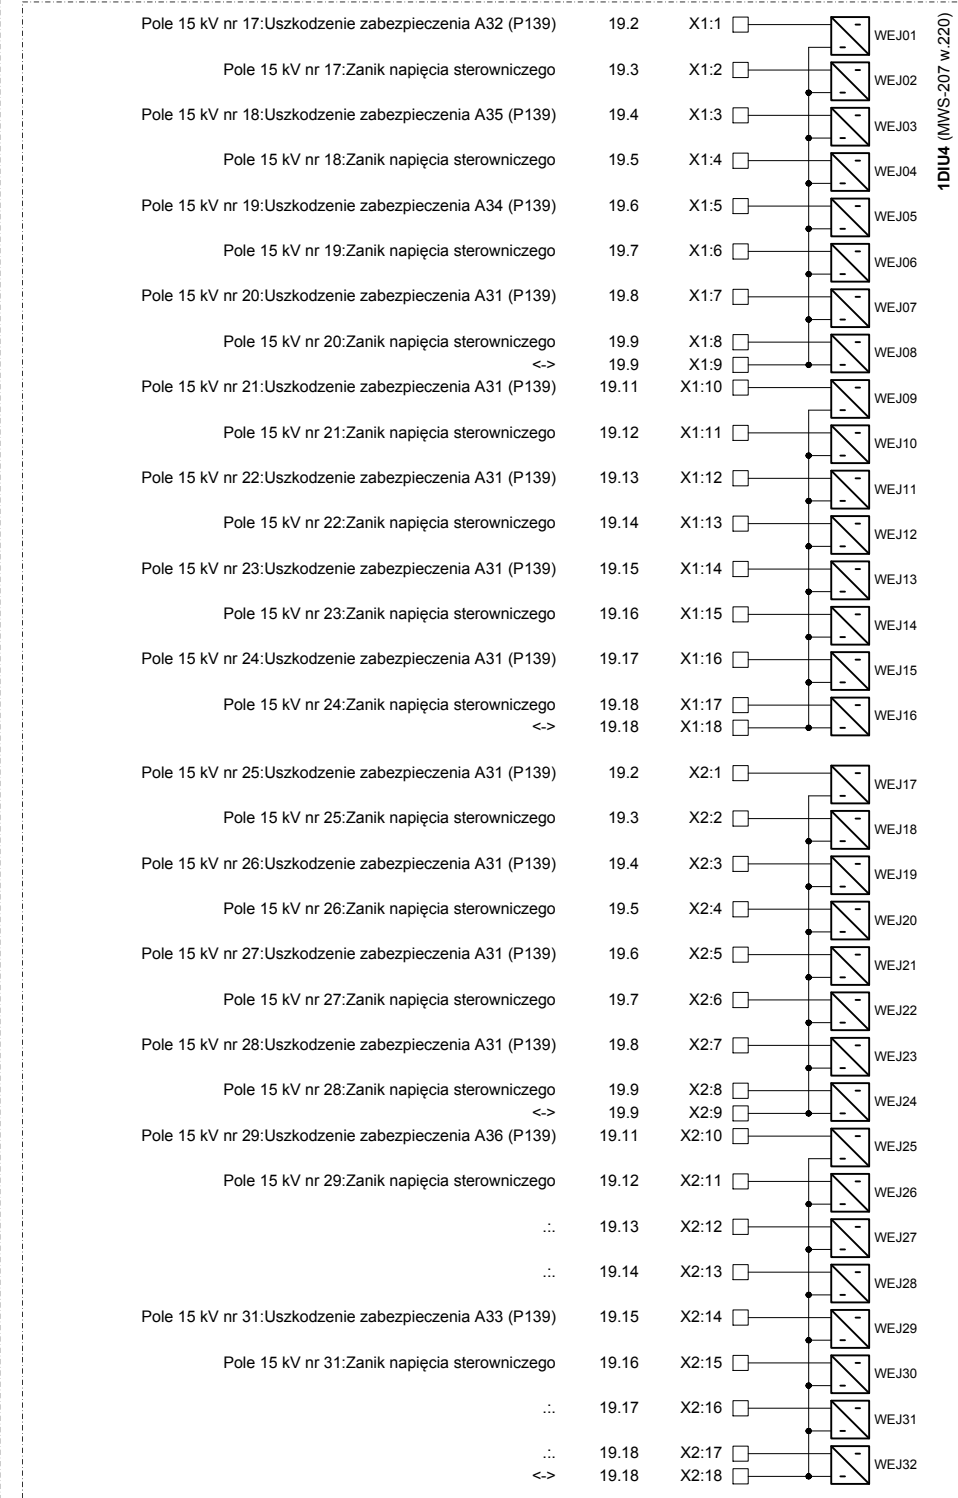 Pole 15 kV nr 17:Uszkodzenie zabezpieczenia A32 (P139) 19.2 X1:1 WEJ01
Pole 15 kV nr 17:Zanik napięcia sterowniczego 19.3 X1:2 WEJ02
Pole 15 kV nr 18:Uszkodzenie zabezpieczenia A35 (P139) 19.4 X1:3 WEJ03
Pole 15 kV nr 18:Zanik napięcia sterowniczego 19.5 X1:4 WEJ04
Pole 15 kV nr 19:Uszkodzenie zabezpieczenia A34 (P139) 19.6 X1:5 WEJ05
Pole 15 kV nr 19:Zanik napięcia sterowniczego 19.7 X1:6 WEJ06
Pole 15 kV nr 20:Uszkodzenie zabezpieczenia A31 (P139) 19.8 X1:7 WEJ07
Pole 15 kV nr 20:Zanik napięcia sterowniczego 19.9 X1:8 WEJ08
<-> 19.9 X1:9
Pole 15 kV nr 21:Uszkodzenie zabezpieczenia A31 (P139) 19.11 X1:10 WEJ09
Pole 15 kV nr 21:Zanik napięcia sterowniczego 19.12 X1:11 WEJ10
Pole 15 kV nr 22:Uszkodzenie zabezpieczenia A31 (P139) 19.13 X1:12 WEJ11
Pole 15 kV nr 22:Zanik napięcia sterowniczego 19.14 X1:13 WEJ12
Pole 15 kV nr 23:Uszkodzenie zabezpieczenia A31 (P139) 19.15 X1:14 WEJ13
Pole 15 kV nr 23:Zanik napięcia sterowniczego 19.16 X1:15 WEJ14
Pole 15 kV nr 24:Uszkodzenie zabezpieczenia A31 (P139) 19.17 X1:16 WEJ15
Pole 15 kV nr 24:Zanik napięcia sterowniczego 19.18 X1:17 WEJ16
<-> 19.18 X1:18
Pole 15 kV nr 25:Uszkodzenie zabezpieczenia A31 (P139) 19.2 X2:1 WEJ17
Pole 15 kV nr 25:Zanik napięcia sterowniczego 19.3 X2:2 WEJ18
Pole 15 kV nr 26:Uszkodzenie zabezpieczenia A31 (P139) 19.4 X2:3 WEJ19
Pole 15 kV nr 26:Zanik napięcia sterowniczego 19.5 X2:4 WEJ20
Pole 15 kV nr 27:Uszkodzenie zabezpieczenia A31 (P139) 19.6 X2:5 WEJ21
Pole 15 kV nr 27:Zanik napięcia sterowniczego 19.7 X2:6 WEJ22
Pole 15 kV nr 28:Uszkodzenie zabezpieczenia A31 (P139) 19.8 X2:7 WEJ23
Pole 15 kV nr 28:Zanik napięcia sterowniczego 19.9 X2:8 WEJ24
<-> 19.9 X2:9
Pole 15 kV nr 29:Uszkodzenie zabezpieczenia A36 (P139) 19.11 X2:10 WEJ25
Pole 15 kV nr 29:Zanik napięcia sterowniczego 19.12 X2:11 WEJ26
.:. 19.13 X2:12 WEJ27
.:. 19.14 X2:13 WEJ28
Pole 15 kV nr 31:Uszkodzenie zabezpieczenia A33 (P139) 19.15 X2:14 WEJ29
Pole 15 kV nr 31:Zanik napięcia sterowniczego 19.16 X2:15 WEJ30
.:. 19.17 X2:16 WEJ31
.:. 19.18 X2:17 WEJ32
<-> 19.18 X2:18
1DIU4 (MWS-207 w.220)